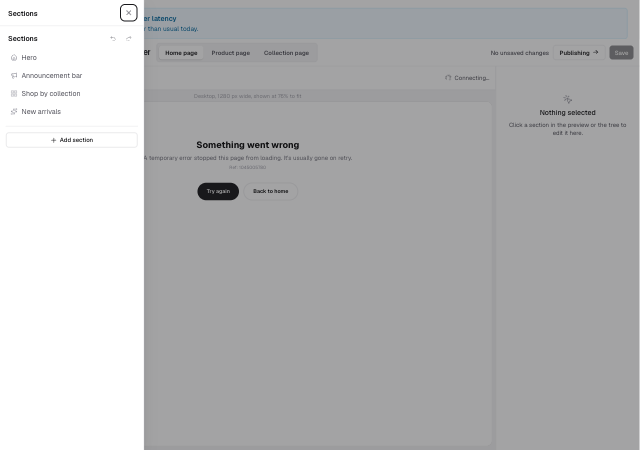 Sections
Sections
Hero
Announcement bar
Shop by collection
New arrivals
Add section
latency
than usual today.
Home page
Product page
Collection page
No unsaved changes
Publishing
Save
Connecting…
Desktop, 1280 px wide, shown at 75% to fit
Something went wrong
A temporary error stopped this page from loading. It's usually gone on retry.
Try again
Back to home
Nothing selected
Click a section in the preview or the tree to
edit it here.